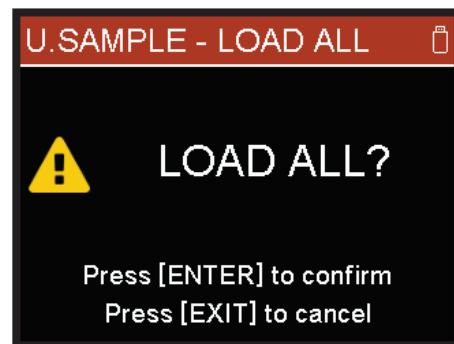 U.SAMPLE - LOAD ALL
LOAD ALL?
Press [ENTER] to confirm
Press [EXIT] to cancel